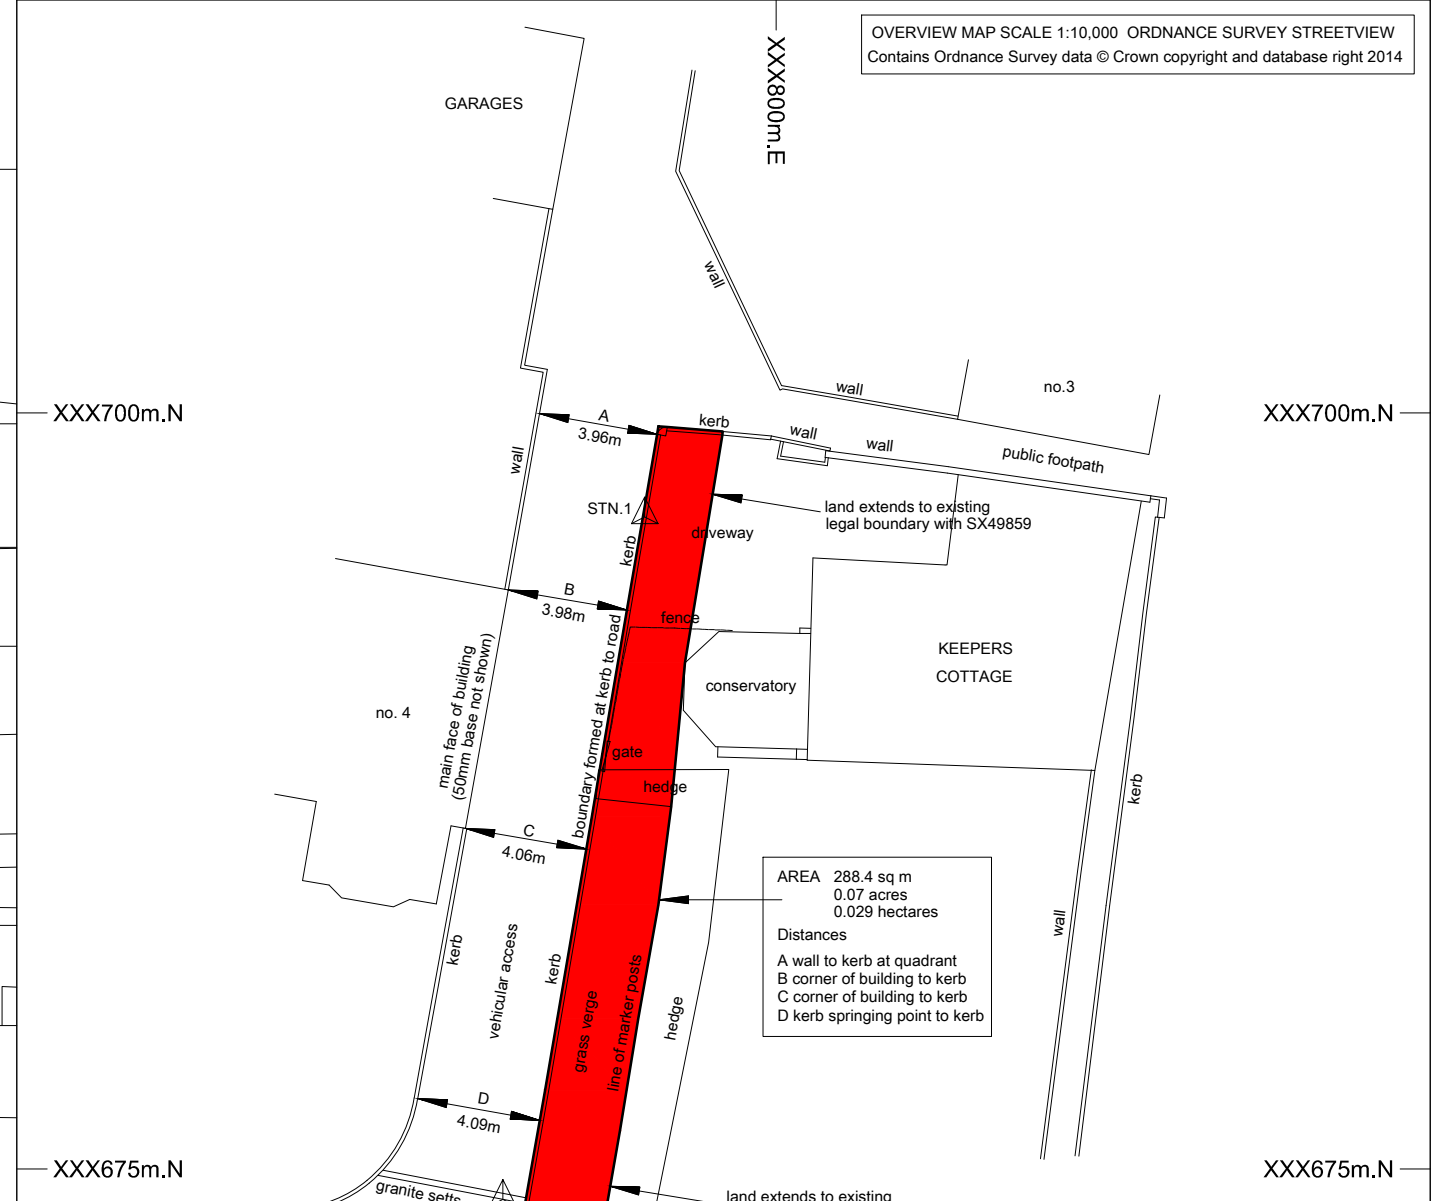 OVERVIEW MAP SCALE 1:10,000 ORDNANCE SURVEY STREETVIEW
Contains Ordnance Survey data © Crown copyright and database right 2014
XXX800m.E
GARAGES
wall
wall
no.3
XXX700m.N
XXX700m.N
A
3.96m
kerb
wall
wall
public footpath
wall
STN.1
land extends to existing
legal boundary with SX49859
driveway
kerb
B
3.98m
fence
boundary formed at kerb to road
main face of building
(50mm base not shown)
no. 4
conservatory
KEEPERS
COTTAGE
gate
hedge
kerb
C
4.06m
AREA 288.4 sq m
0.07 acres
0.029 hectares
Distances
A wall to kerb at quadrant
B corner of building to kerb
C corner of building to kerb
D kerb springing point to kerb
wall
kerb
vehicular access
kerb
grass verge
line of marker posts
hedge
D
4.09m
XXX675m.N
XXX675m.N
granite setts
land extends to existing